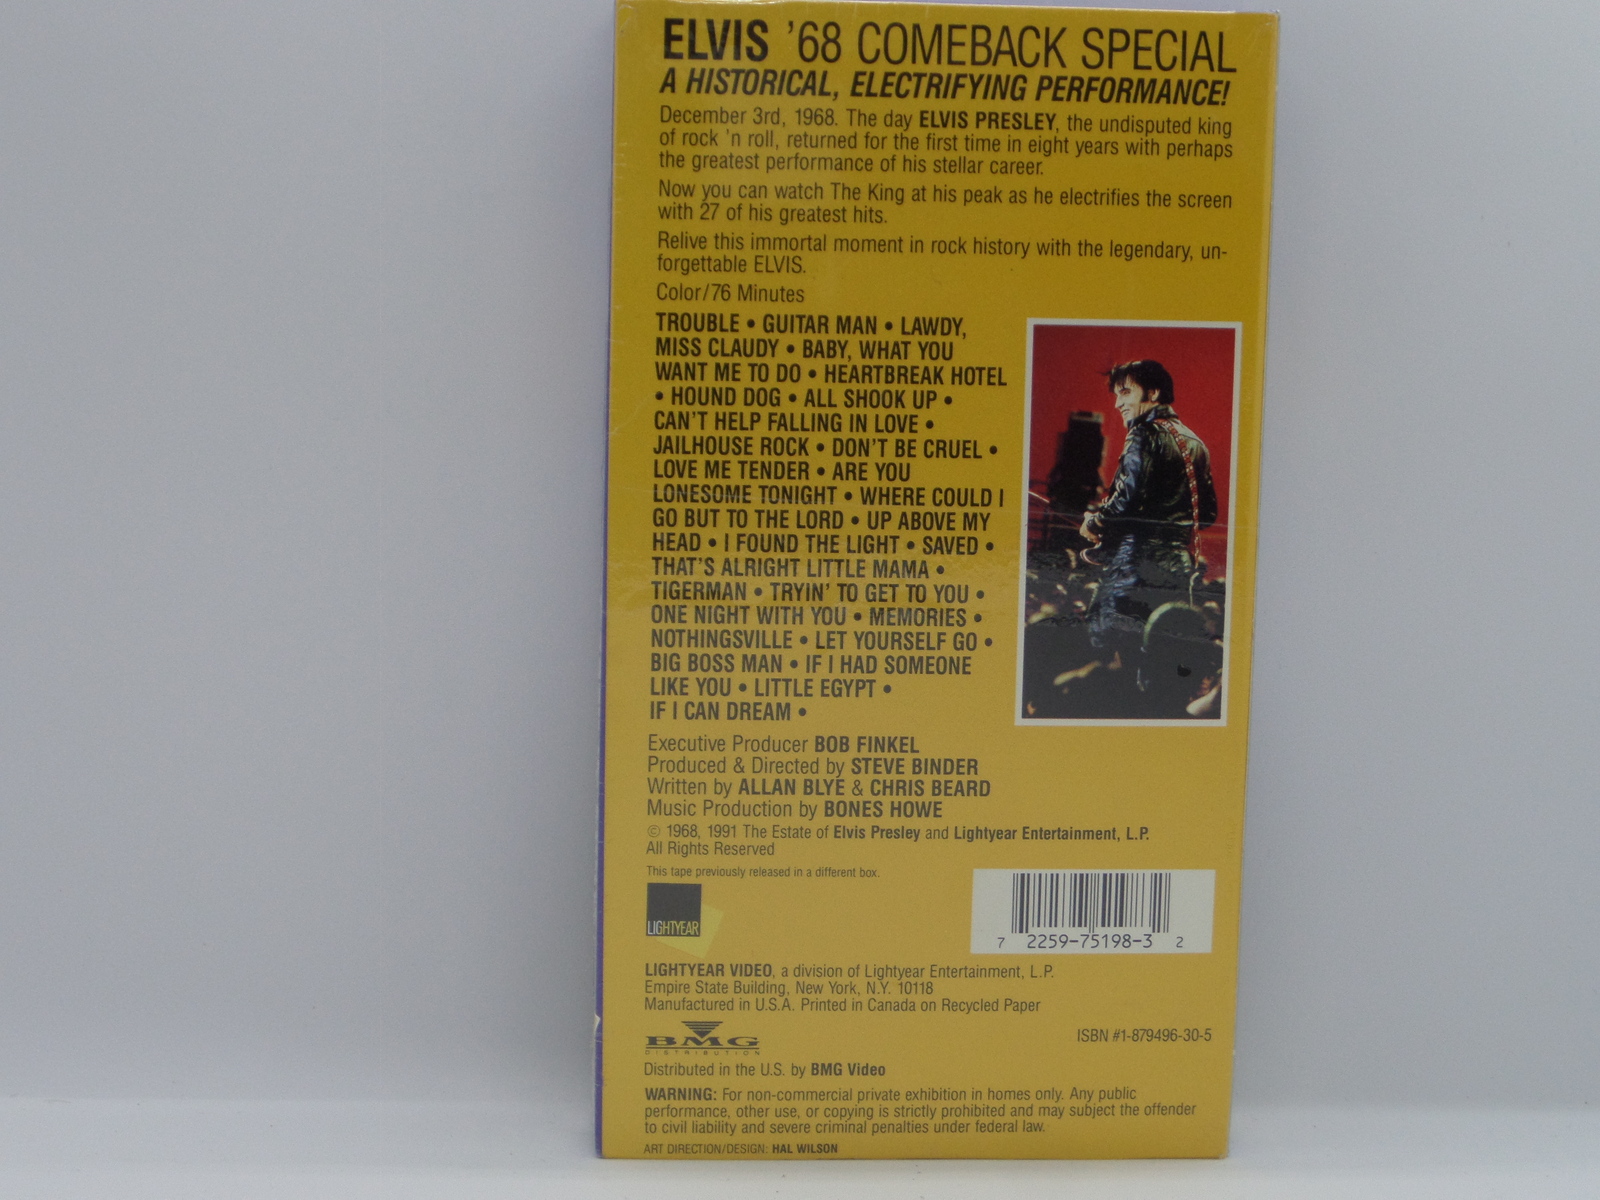 ELVIS '68 COMEBACK SPECIAL
A HISTORICAL, ELECTRIFYING PERFORMANCE!
December 3rd, 1968. The day ELVIS PRESLEY, the undisputed king
of rock 'n roll, returned for the first time in eight years with perhaps
the greatest performance of his stellar career.
Now you can watch The King at his peak as he electrifies the screen
with 27 of his greatest hits.
Relive this immortal moment in rock history with the legendary, un-
forgettable ELVIS.
Color/76 Minutes
TROUBLE • GUITAR MAN • LAWDY,
MISS CLAUDY • BABY, WHAT YOU
WANT ME TO DO • HEARTBREAK HOTEL
• HOUND DOG • ALL SHOOK UP •
CAN'T HELP FALLING IN LOVE •
JAILHOUSE ROCK • DON'T BE CRUEL •
LOVE ME TENDER • ARE YOU
LONESOME TONIGHT • WHERE COULD I
GO BUT TO THE LORD • UP ABOVE MY
HEAD • I FOUND THE LIGHT • SAVED •
THAT'S ALRIGHT LITTLE MAMA •
TIGERMAN • TRYIN' TO GET TO YOU •
ONE NIGHT WITH YOU • MEMORIES •
NOTHINGSVILLE • LET YOURSELF GO •
BIG BOSS MAN • IF I HAD SOMEONE
LIKE YOU • LITTLE EGYPT •
IF I CAN DREAM •
Executive Producer BOB FINKEL
Produced & Directed by STEVE BINDER
Written by ALLAN BLYE & CHRIS BEARD
Music Production by BONES HOWE
© 1968, 1991 The Estate of Elvis Presley and Lightyear Entertainment, L.P.
All Rights Reserved
This tape previously released in a different box.
LIGHTYEAR
7 2259-75198-3 2
LIGHTYEAR VIDEO, a division of Lightyear Entertainment, L.P.
Empire State Building, New York, N.Y. 10118
Manufactured in U.S.A. Printed in Canada on Recycled Paper
BMG
DISTRIBUTION
ISBN #1-879496-30-5
Distributed in the U.S. by BMG Video
WARNING: For non-commercial private exhibition in homes only. Any public
performance, other use, or copying is strictly prohibited and may subject the offender
to civil liability and severe criminal penalties under federal law.
ART DIRECTION/DESIGN: HAL WILSON